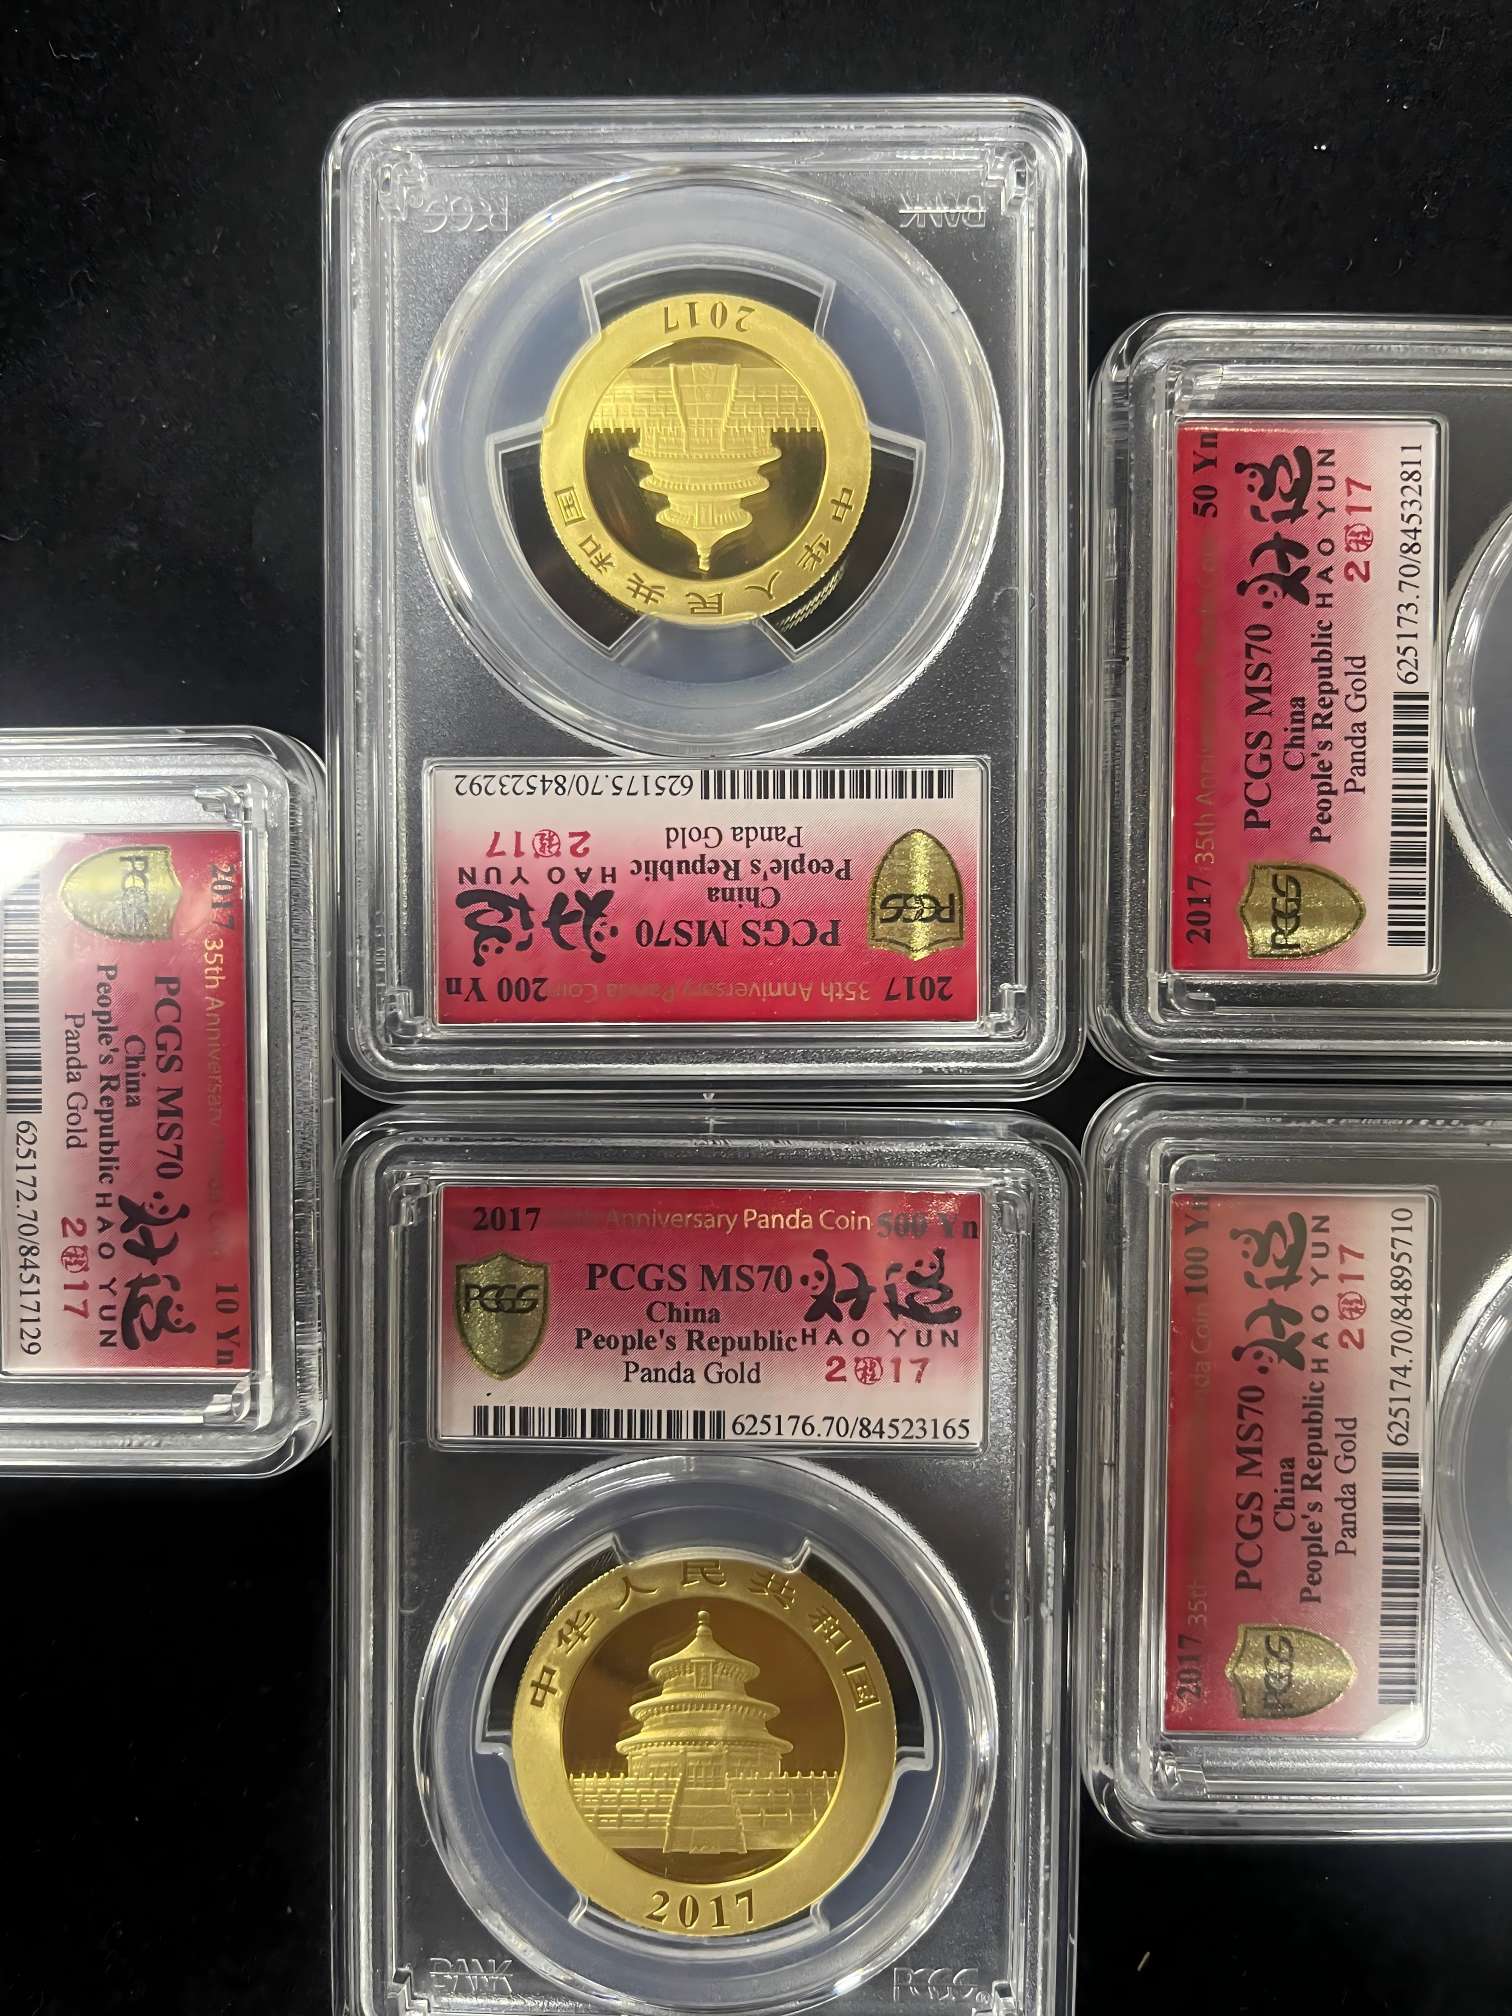 PCGS
BANK
2017
中华人民共和国
625175.70/84523292
2017
Panda Gold
HAO YUN
People's Republic
China
好运
PCGS MS70
PCGS
200 Yn
35th Anniversary Panda Coin
2017
2017 35th Anniversary
50 Yn
PCGS MS70
好运
China
People's Republic
HAO YUN
Panda Gold
2017
625173.70/84532811
PCGS
2017 35th Anniversary
10 Yn
PCGS
PCGS MS70
好运
China
People's Republic
HAO YUN
Panda Gold
2017
625172.70/84517129
2017
Anniversary Panda Coin
500 Yn
PCGS
PCGS MS70
好运
China
People's Republic
HAO YUN
Panda Gold
2017
625176.70/84523165
中华人民共和国
2017
BANK
PCGS
2017 35th
Coin 100
PCGS MS70
好运
China
People's Republic
HAO YUN
Panda Gold
2017
625174.70/84895710
PCGS